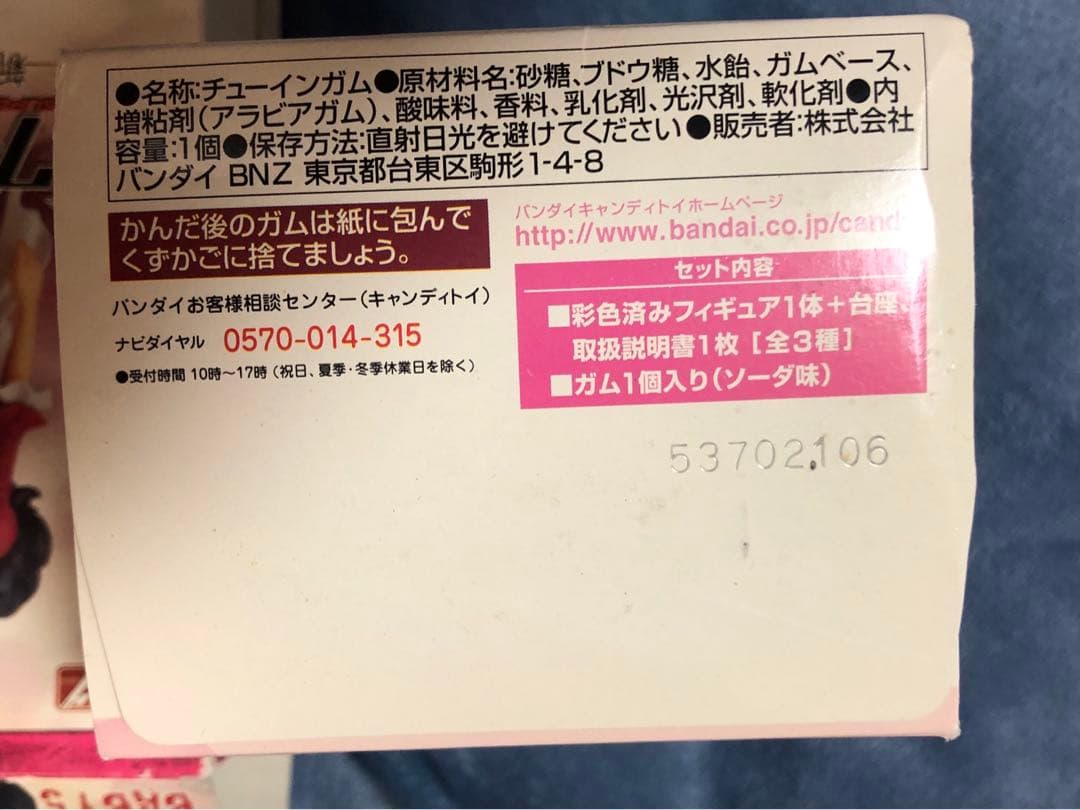 ●名称:チューインガム●原材料名:砂糖、ブドウ糖、水飴、ガムベース、
増粘剤(アラビアガム)、酸味料、香料、乳化剤、光沢剤、軟化剤●内
容量:1個●保存方法:直射日光を避けてください●販売者:株式会社
バンダイ BNZ 東京都台東区駒形1-4-8
かんだ後のガムは紙に包んで
くずかごに捨てましょう。
バンダイお客様相談センター(キャンディトイ)
ナビダイヤル 0570-014-315
●受付時間 10時〜17時(祝日、夏季・冬季休業日を除く)
バンダイキャンディトイホームページ
http://www.bandai.co.jp/cand
セット内容
■彩色済みフィギュア1体+台座、
取扱説明書1枚[全3種]
■ガム1個入り(ソーダ味)
53702106